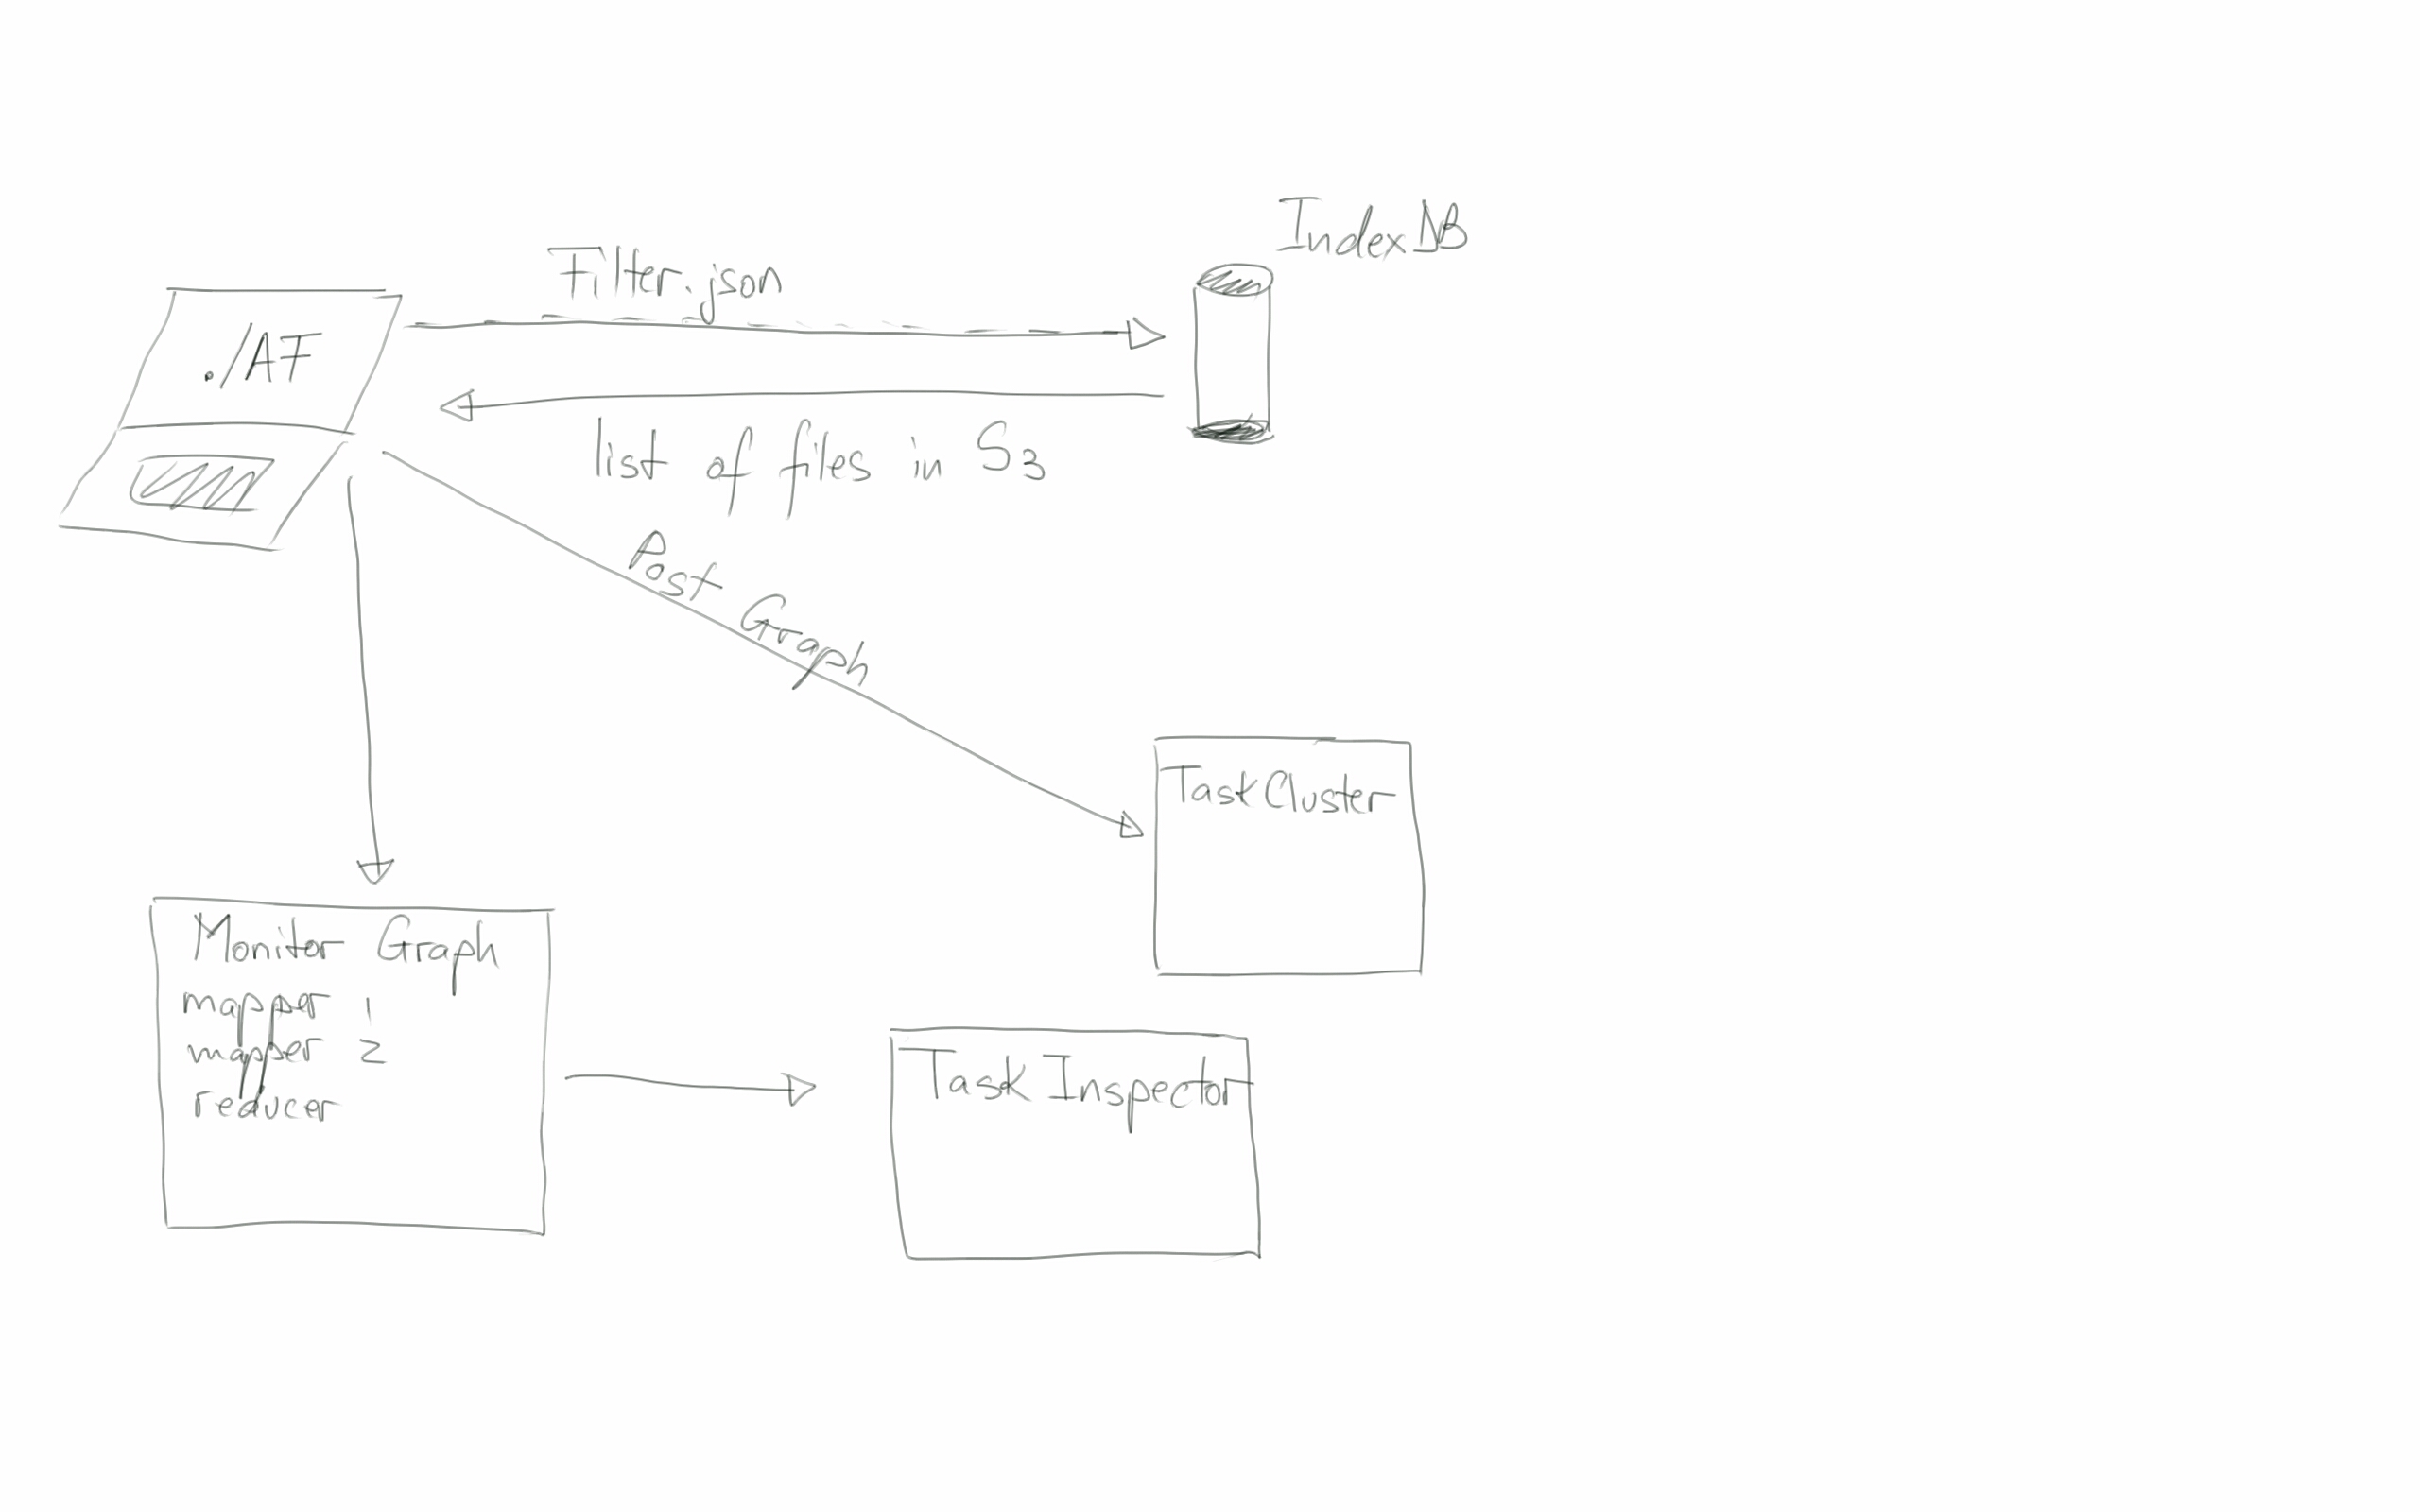 IndexDB
Filter.json
./AF
list of files in S3
Post Graph
TaskCluster
Monitor Graph
mapper 1
mapper 2
reducer
Task Inspector